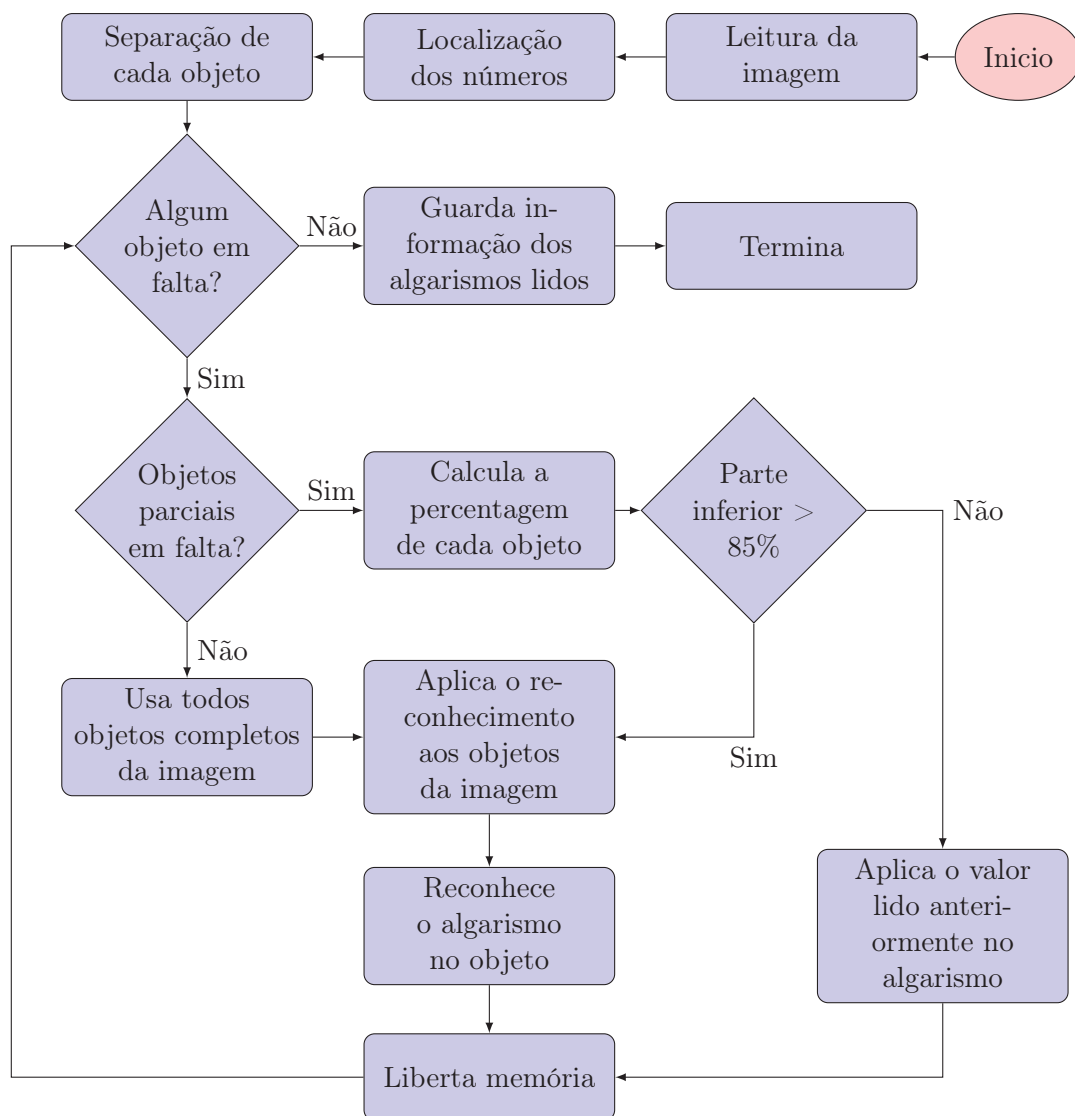 Inicio
Leitura da
imagem
Localização
dos números
Separação de
cada objeto
Algum
objeto em
falta?
Não
Guarda in-
formação dos
algarismos lidos
Termina
Sim
Objetos
parciais
em falta?
Sim
Calcula a
percentagem
de cada objeto
Parte
inferior >
85%
Não
Não
Usa todos
objetos completos
da imagem
Aplica o re-
conhecimento
aos objetos
da imagem
Sim
Reconhece
o algarismo
no objeto
Aplica o valor
lido anteri-
ormente no
algarismo
Liberta memória